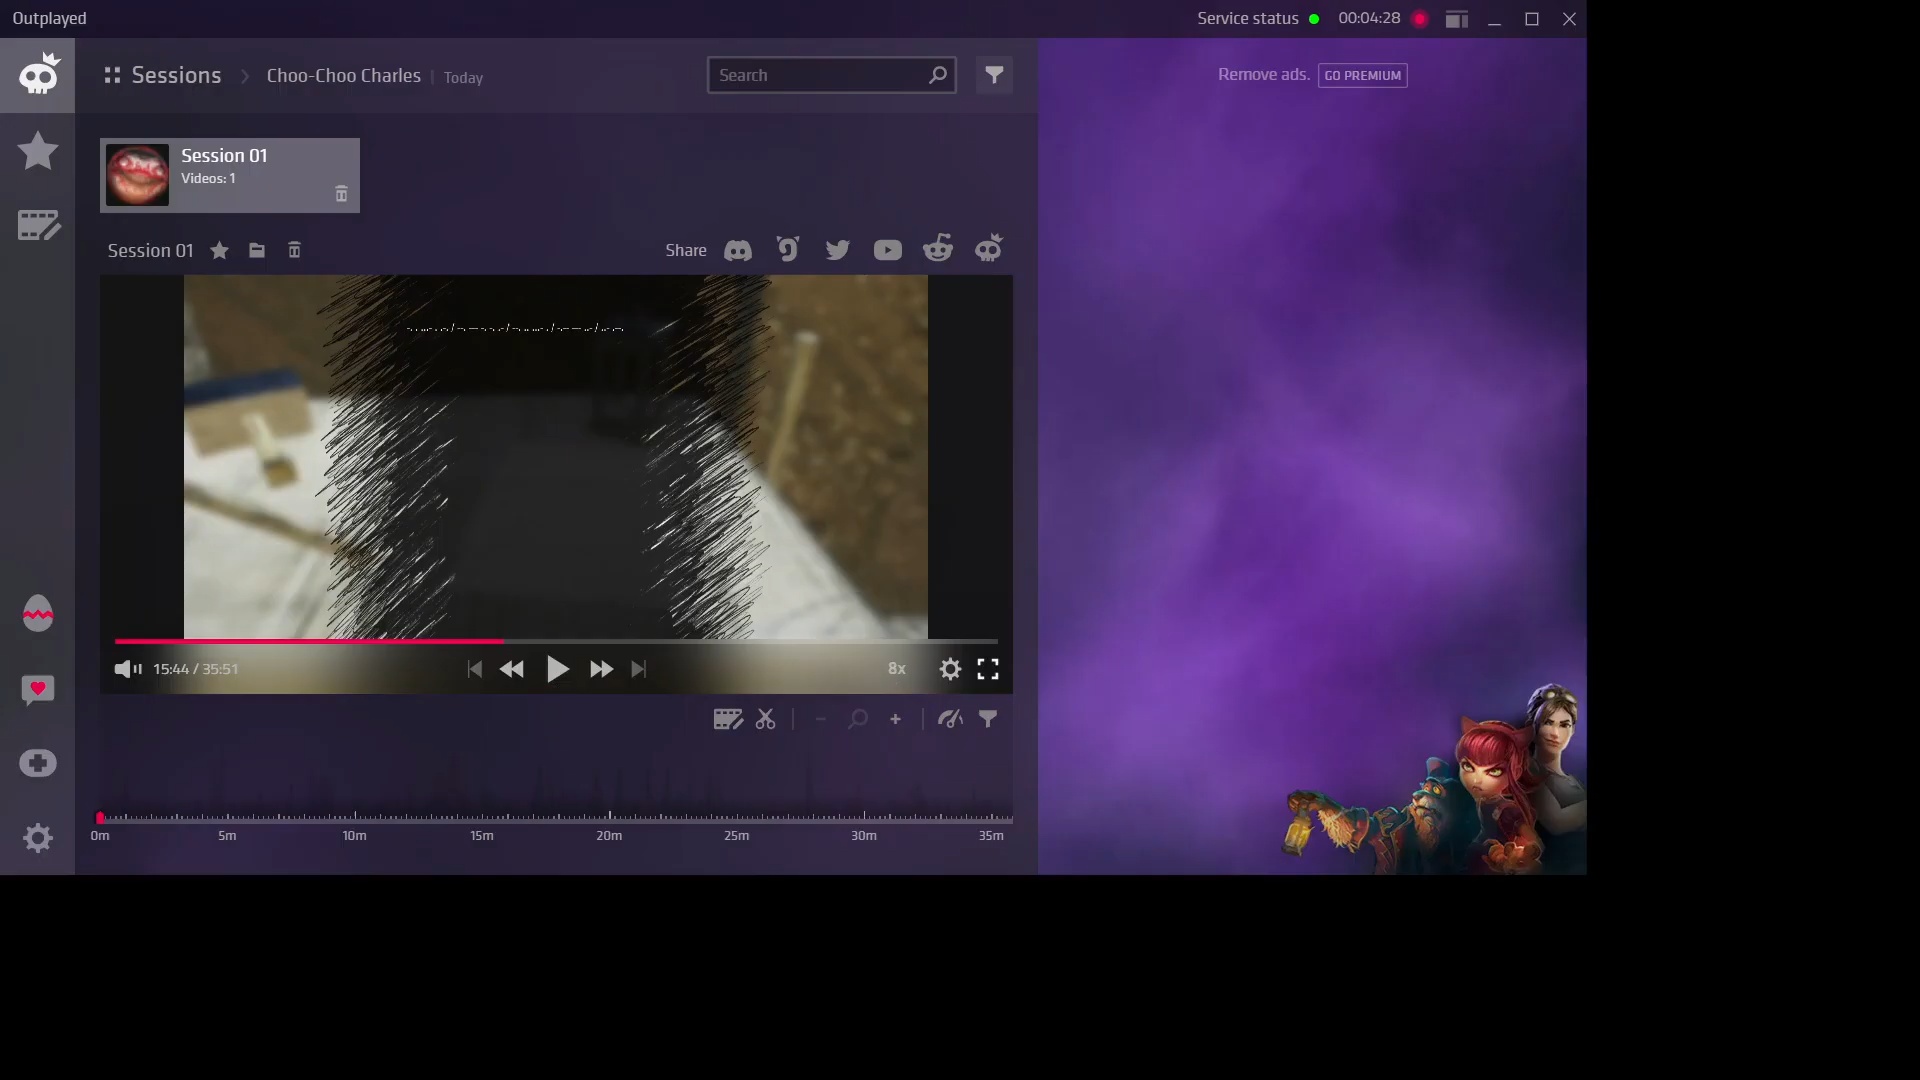 Outplayed
Service status 00:04:28
Sessions Choo-Choo Charles | Today
Search
Remove ads. GO PREMIUM
Session 01
Videos: 1
Session 01
Share
15:44 / 35:51
8x
0m 5m 10m 15m 20m 25m 30m 35m